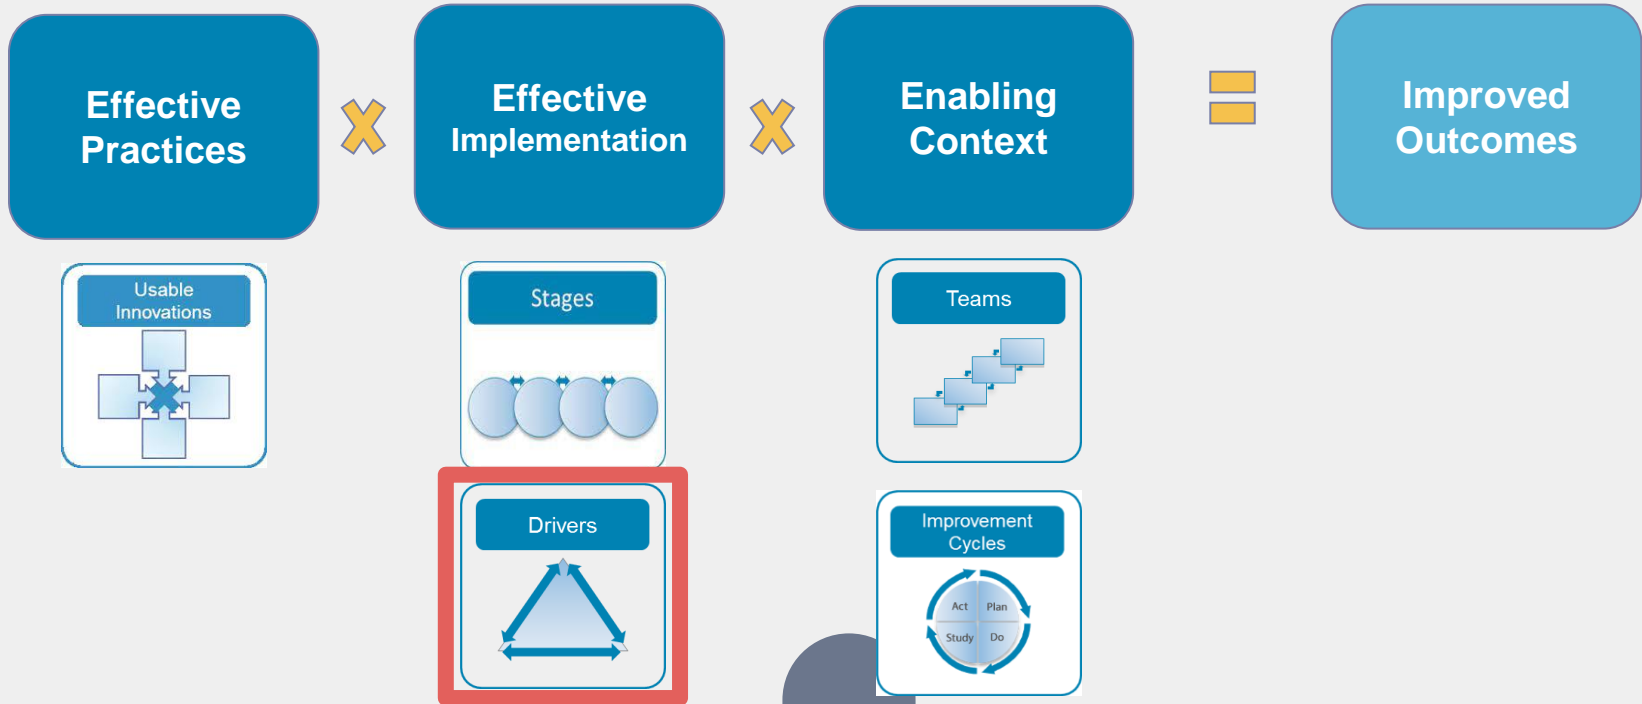 Effective
Practices
Effective
Implementation
Enabling
Context
Improved
Outcomes
Usable
Innovations
Stages
Teams
Drivers
Improvement
Cycles
Act
Plan
Study
Do